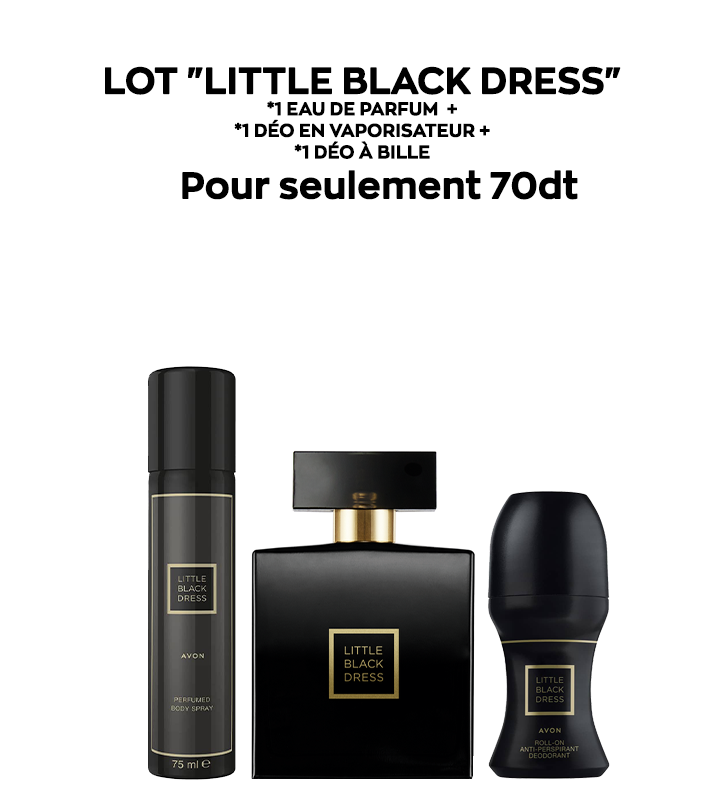 LOT "LITTLE BLACK DRESS"
*1 EAU DE PARFUM +
*1 DÉO EN VAPORISATEUR +
*1 DÉO À BILLE
Pour seulement 70dt
LITTLE
BLACK
DRESS
AVON
PERFUMED
BODY SPRAY
75 ml e
LITTLE
BLACK
DRESS
LITTLE
BLACK
DRESS
AVON
ROLL-ON
ANTI-PERSPIRANT
DEODORANT